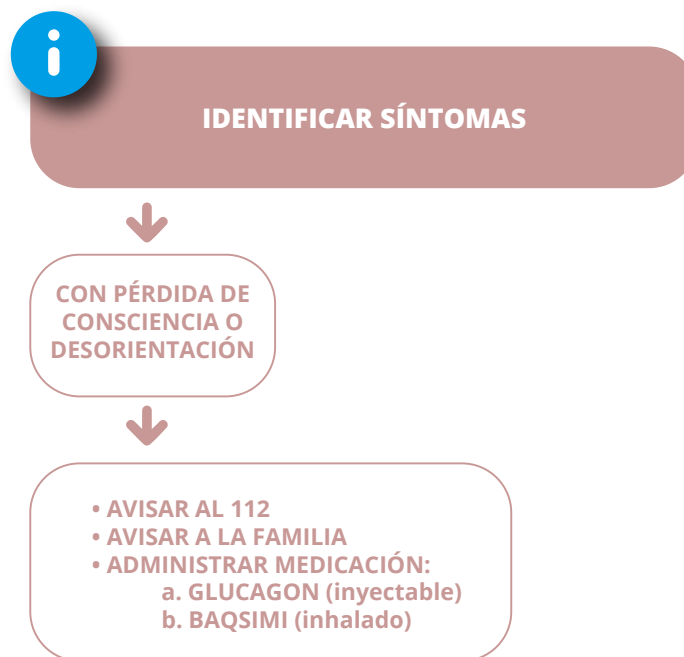 IDENTIFICAR SÍNTOMAS
CON PÉRDIDA DE
CONSCIENCIA O
DESORIENTACIÓN
• AVISAR AL 112
• AVISAR A LA FAMILIA
• ADMINISTRAR MEDICACIÓN:
a. GLUCAGON (inyectable)
b. BAQSIMI (inhalado)